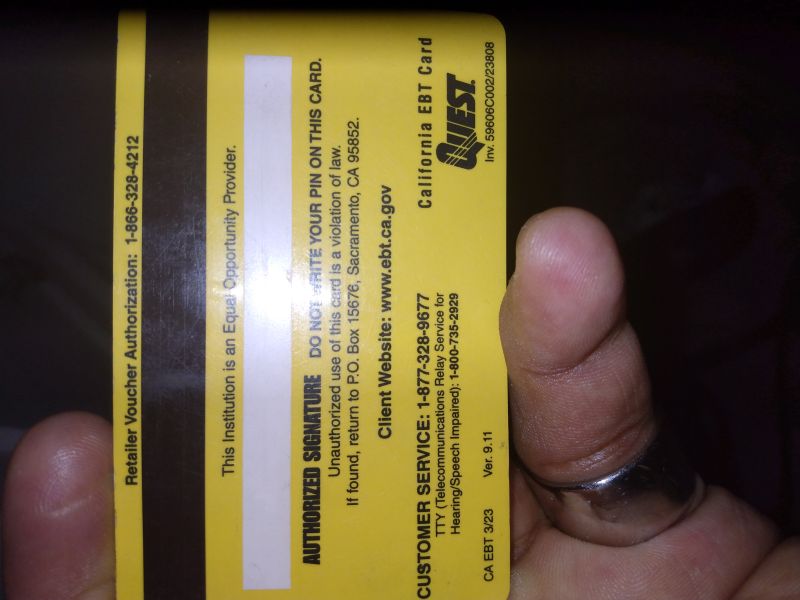 Retailer Voucher Authorization: 1-866-328-4212
This Institution is an Equal Opportunity Provider.
AUTHORIZED SIGNATURE DO NOT WRITE YOUR PIN ON THIS CARD.
Unauthorized use of this card is a violation of law.
If found, return to P.O. Box 15676, Sacramento, CA 95852.
Client Website: www.ebt.ca.gov
CUSTOMER SERVICE: 1-877-328-9677
TTY (Telecommunications Relay Service for
Hearing/Speech Impaired): 1-800-735-2929
CA EBT 3/23 Ver. 9.11
California EBT Card
QUEST
Inv. 59606C002/23808